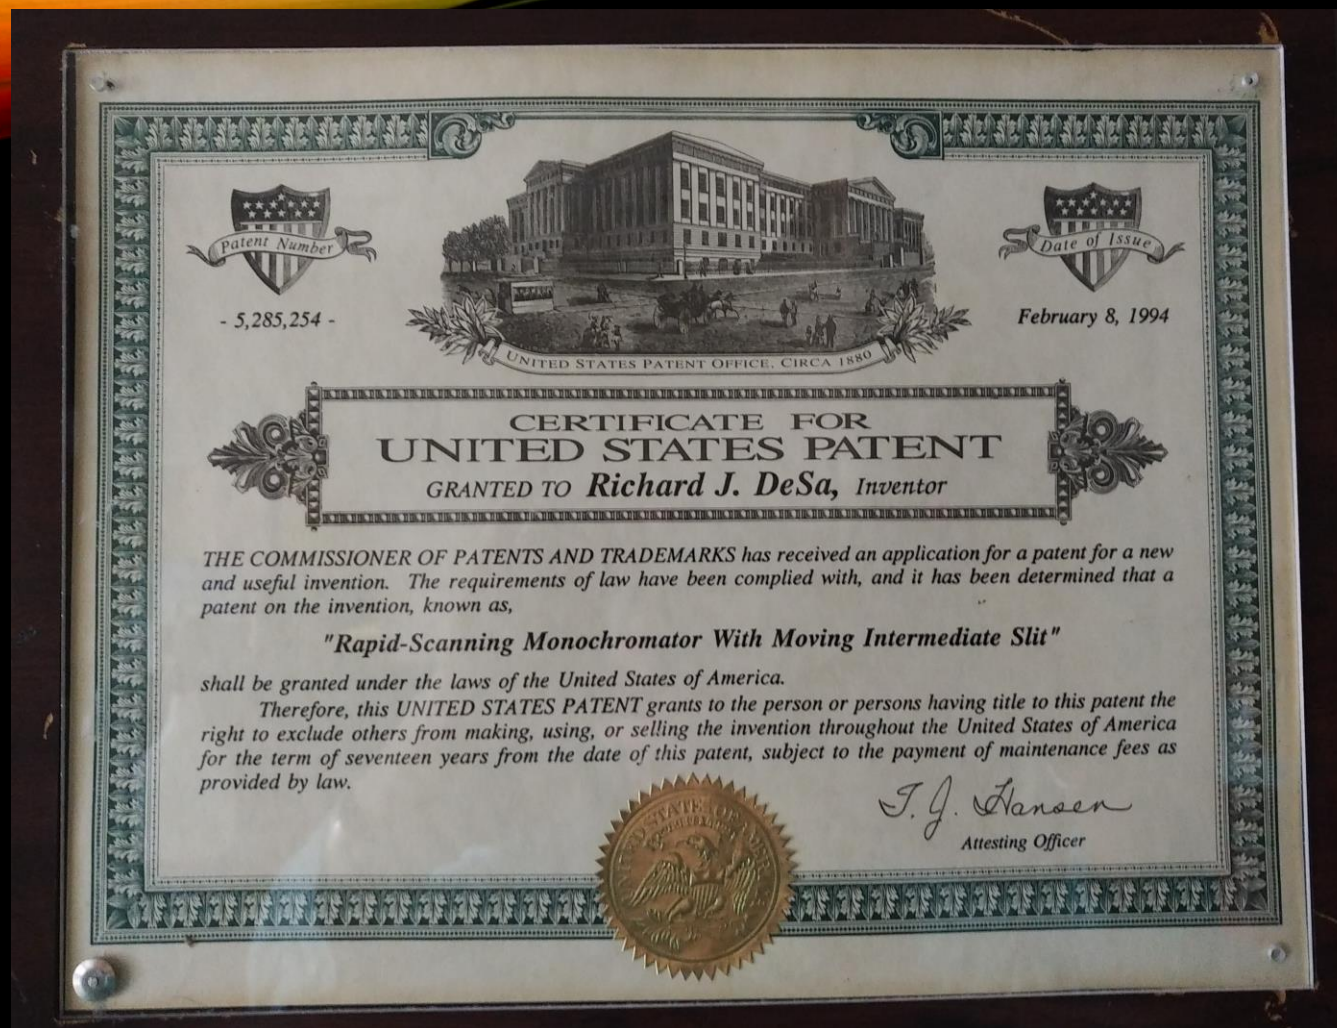 Patent Number
- 5,285,254 -
Date of Issue
February 8, 1994
UNITED STATES PATENT OFFICE, CIRCA 1880
CERTIFICATE FOR
UNITED STATES PATENT
GRANTED TO Richard J. DeSa, Inventor
THE COMMISSIONER OF PATENTS AND TRADEMARKS has received an application for a patent for a new
and useful invention. The requirements of law have been complied with, and it has been determined that a
patent on the invention, known as,
"Rapid-Scanning Monochromator With Moving Intermediate Slit"
shall be granted under the laws of the United States of America.
Therefore, this UNITED STATES PATENT grants to the person or persons having title to this patent the
right to exclude others from making, using, or selling the invention throughout the United States of America
for the term of seventeen years from the date of this patent, subject to the payment of maintenance fees as
provided by law.
T. J. Hansen
Attesting Officer
UNITED STATES OF AMERICA